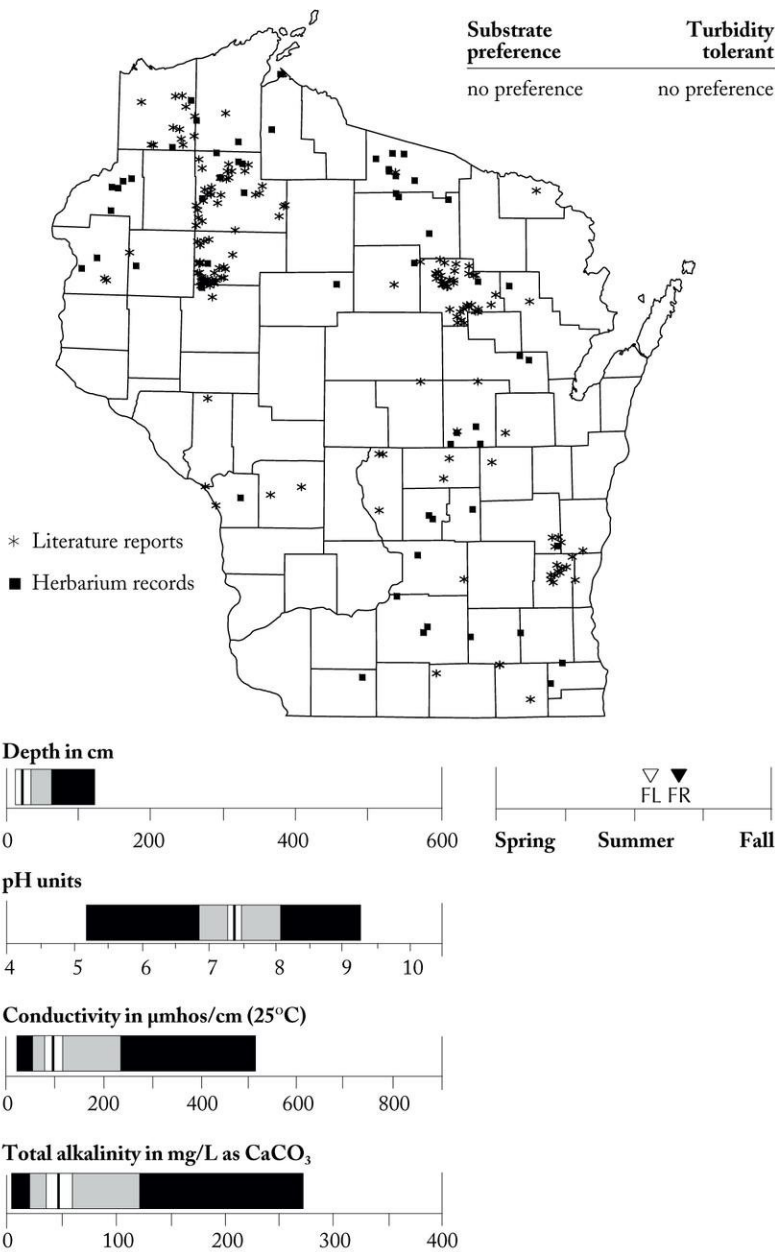 Substrate preference
Turbidity tolerant
no preference
no preference
Literature reports
Herbarium records
Depth in cm
0 200 400 600
FL FR
Spring Summer Fall
pH units
4 5 6 7 8 9 10
Conductivity in µmhos/cm (25°C)
0 200 400 600 800
Total alkalinity in mg/L as CaCO₃
0 100 200 300 400